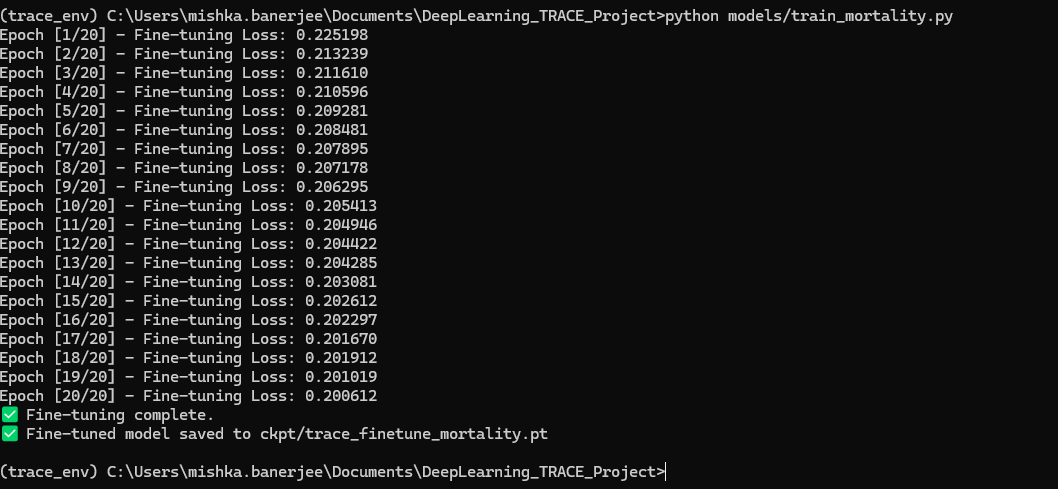 (trace_env) C:\Users\mishka.banerjee\Documents\DeepLearning_TRACE_Project>python models/train_mortality.py
Epoch [1/20] - Fine-tuning Loss: 0.225198
Epoch [2/20] - Fine-tuning Loss: 0.213239
Epoch [3/20] - Fine-tuning Loss: 0.211610
Epoch [4/20] - Fine-tuning Loss: 0.210596
Epoch [5/20] - Fine-tuning Loss: 0.209281
Epoch [6/20] - Fine-tuning Loss: 0.208481
Epoch [7/20] - Fine-tuning Loss: 0.207895
Epoch [8/20] - Fine-tuning Loss: 0.207178
Epoch [9/20] - Fine-tuning Loss: 0.206295
Epoch [10/20] - Fine-tuning Loss: 0.205413
Epoch [11/20] - Fine-tuning Loss: 0.204946
Epoch [12/20] - Fine-tuning Loss: 0.204422
Epoch [13/20] - Fine-tuning Loss: 0.204285
Epoch [14/20] - Fine-tuning Loss: 0.203081
Epoch [15/20] - Fine-tuning Loss: 0.202612
Epoch [16/20] - Fine-tuning Loss: 0.202297
Epoch [17/20] - Fine-tuning Loss: 0.201670
Epoch [18/20] - Fine-tuning Loss: 0.201912
Epoch [19/20] - Fine-tuning Loss: 0.201019
Epoch [20/20] - Fine-tuning Loss: 0.200612
✅ Fine-tuning complete.
✅ Fine-tuned model saved to ckpt/trace_finetune_mortality.pt
(trace_env) C:\Users\mishka.banerjee\Documents\DeepLearning_TRACE_Project>